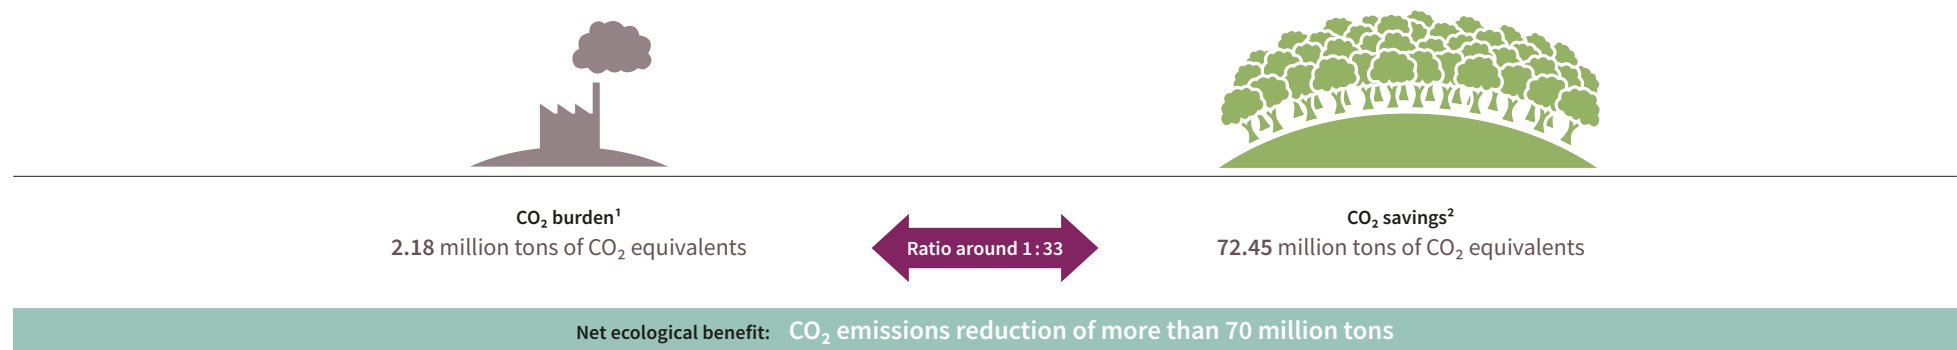 CO₂ burden¹
2.18 million tons of CO₂ equivalents
Ratio around 1:33
CO₂ savings²
72.45 million tons of CO₂ equivalents
Net ecological benefit: CO₂ emissions reduction of more than 70 million tons